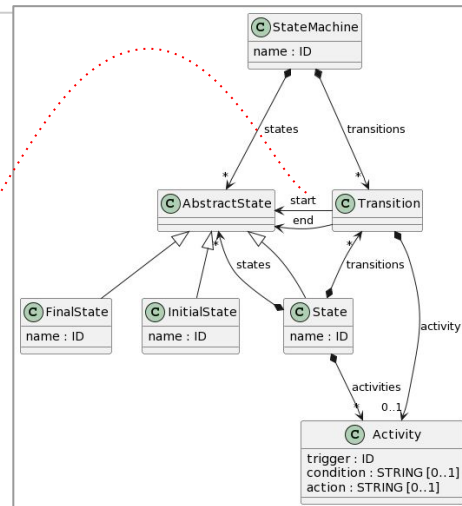 C StateMachine
name : ID
states
transitions
*
*
C AbstractState
start
end
C Transition
*
states
*
transitions
C FinalState
name : ID
C InitialState
name : ID
C State
name : ID
activity
activities
*
0..1
C Activity
trigger : ID
condition : STRING [0..1]
action : STRING [0..1]